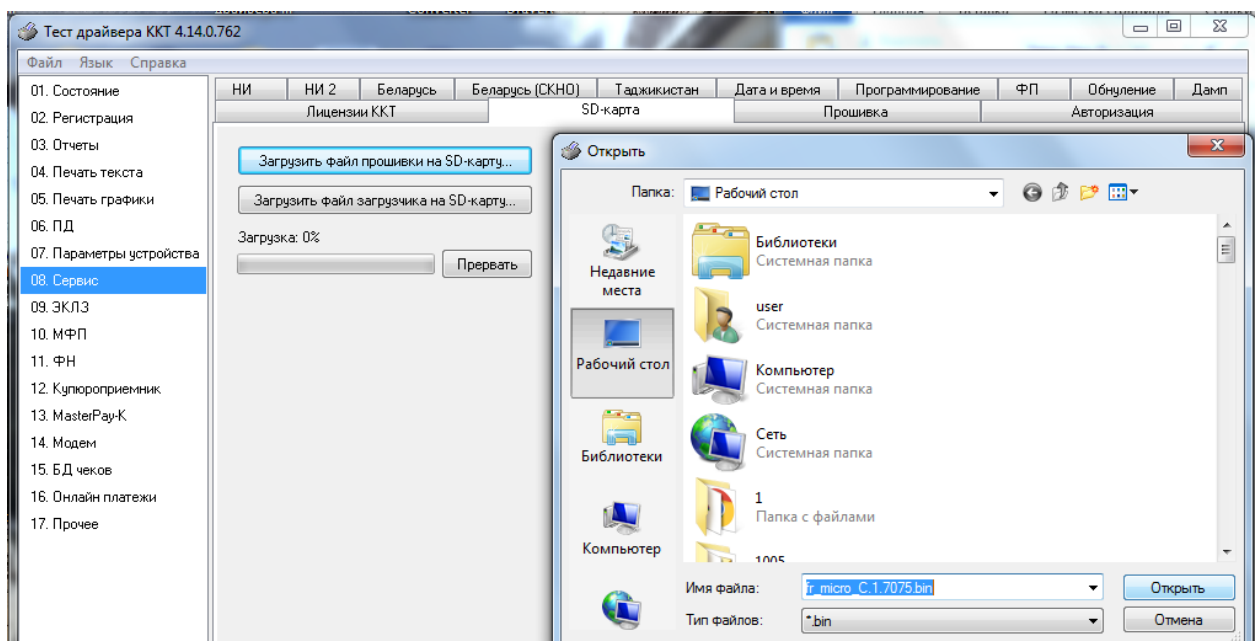 Тест драйвера ККТ 4.14.0.762
Файл Язык Справка
01. Состояние
02. Регистрация
03. Отчеты
04. Печать текста
05. Печать графики
06. ПД
07. Параметры устройства
08. Сервис
09. ЭКЛЗ
10. МФП
11. ФН
12. Купюроприемник
13. MasterPay-K
14. Модем
15. БД чеков
16. Онлайн платежи
17. Прочее
НИ НИ 2 Беларусь Беларусь (СКНО) Таджикистан Дата и время Программирование ФП Обнуление Дамп
Лицензии ККТ SD-карта Прошивка Авторизация
Загрузить файл прошивки на SD-карту...
Загрузить файл загрузчика на SD-карту...
Загрузка: 0%
Прервать
Открыть
Папка: Рабочий стол
Недавние места
Рабочий стол
Библиотеки
Компьютер
Библиотеки
Системная папка
user
Системная папка
Компьютер
Системная папка
Сеть
Системная папка
1
Папка с файлами
1005
Имя файла: fr_micro_C.1.7075.bin Открыть
Тип файлов: *.bin Отмена